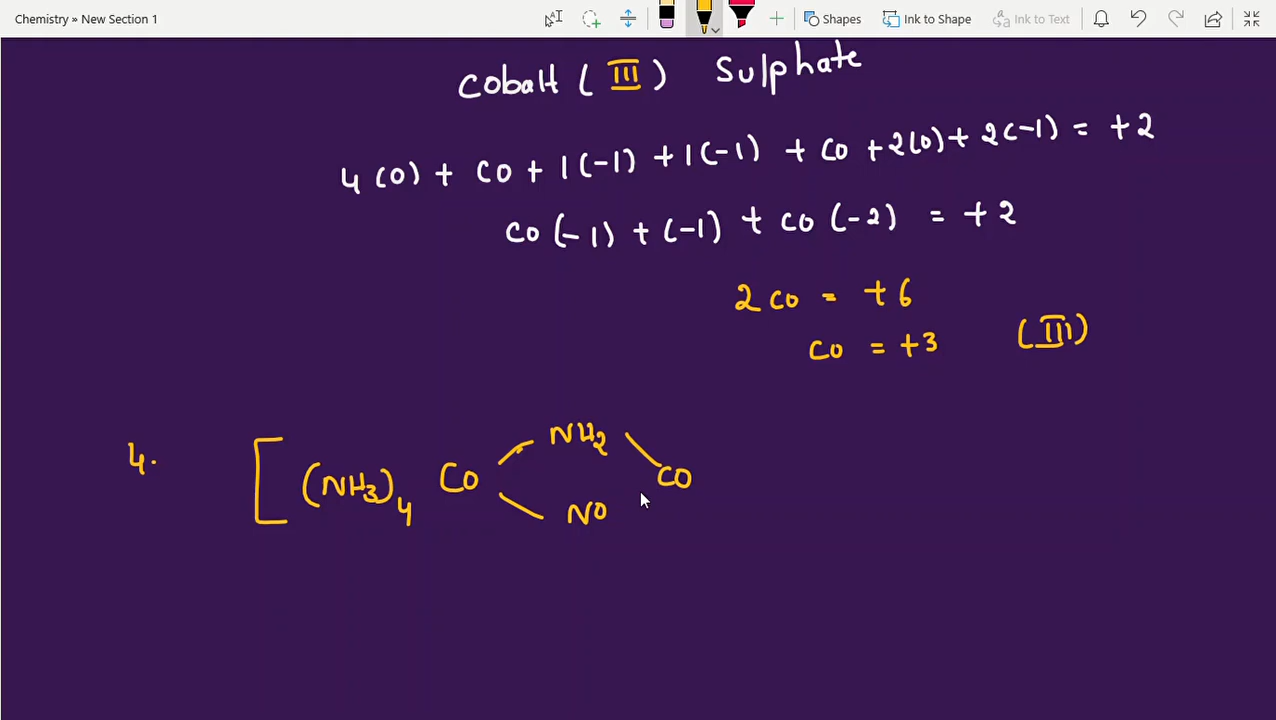 Chemistry » New Section 1
Shapes
Ink to Shape
Ink to Text
Cobalt (III) Sulphate
4(0) + CO + 1(-1) + 1(-1) + CO + 2(0) + 2(-1) = +2
CO (-1) + (-1) + CO (-2) = +2
2 CO = +6
CO = +3 (III)
4. [(NH3)4 CO NH2 CO
NO